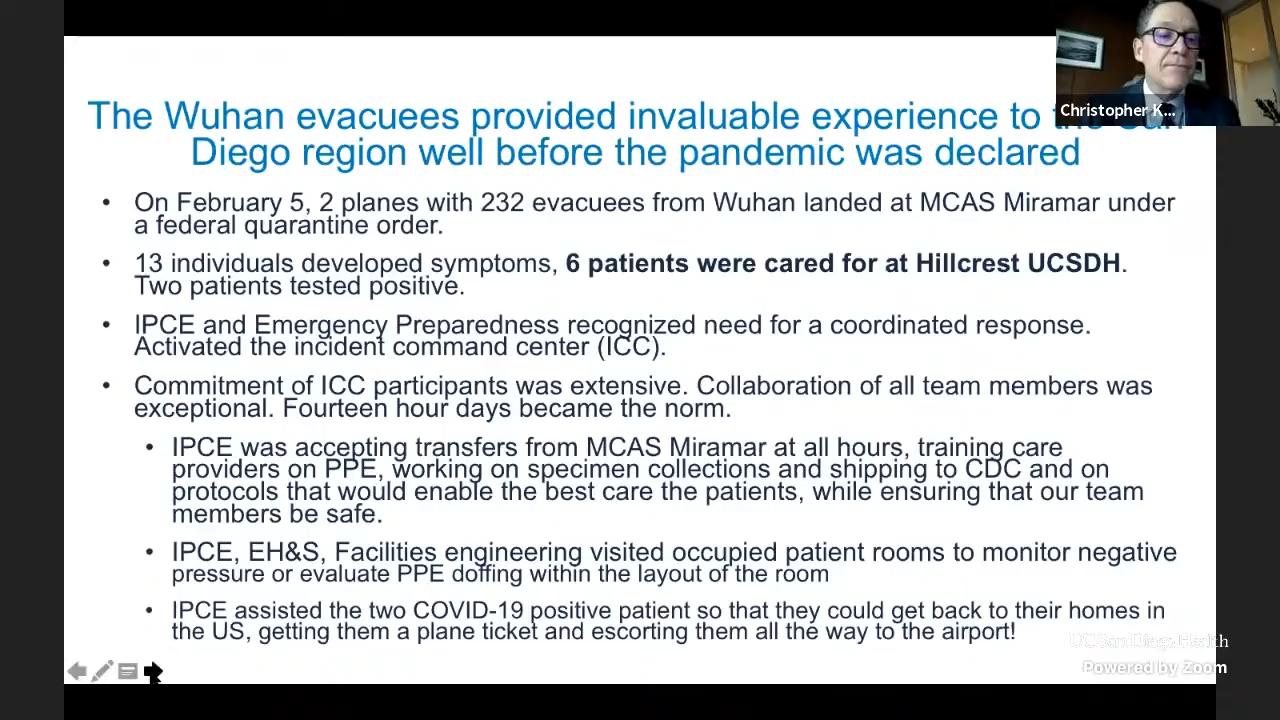 Christopher K...
The Wuhan evacuees provided invaluable experience to the San
Diego region well before the pandemic was declared
• On February 5, 2 planes with 232 evacuees from Wuhan landed at MCAS Miramar under
a federal quarantine order.
• 13 individuals developed symptoms, 6 patients were cared for at Hillcrest UCSDH.
Two patients tested positive.
• IPCE and Emergency Preparedness recognized need for a coordinated response.
Activated the incident command center (ICC).
• Commitment of ICC participants was extensive. Collaboration of all team members was
exceptional. Fourteen hour days became the norm.
• IPCE was accepting transfers from MCAS Miramar at all hours, training care
providers on PPE, working on specimen collections and shipping to CDC and on
protocols that would enable the best care the patients, while ensuring that our team
members be safe.
• IPCE, EH&S, Facilities engineering visited occupied patient rooms to monitor negative
pressure or evaluate PPE doffing within the layout of the room
• IPCE assisted the two COVID-19 positive patient so that they could get back to their homes in
the US, getting them a plane ticket and escorting them all the way to the airport!
UC San Diego Health
Powered by Zoom